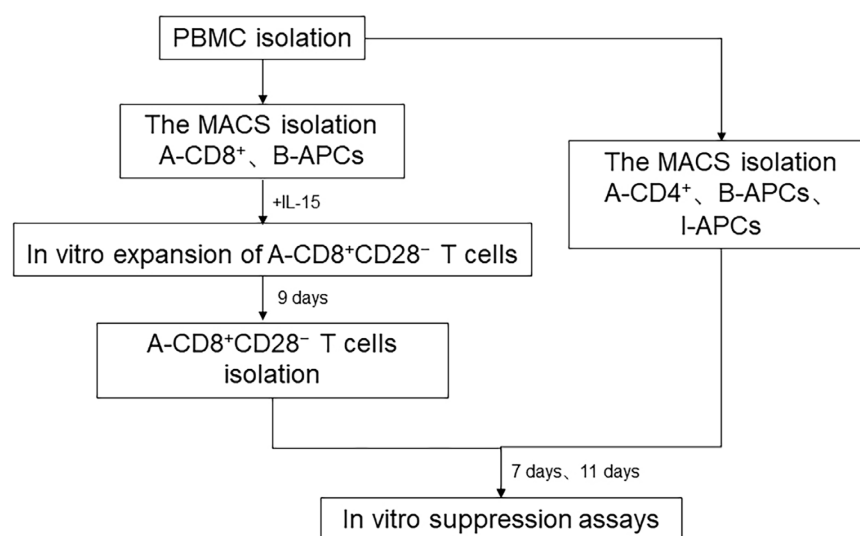 PBMC isolation
The MACS isolation
A-CD8⁺、B-APCs
+IL-15
In vitro expansion of A-CD8⁺CD28⁻ T cells
9 days
A-CD8⁺CD28⁻ T cells
isolation
The MACS isolation
A-CD4⁺、B-APCs、
I-APCs
7 days、11 days
In vitro suppression assays